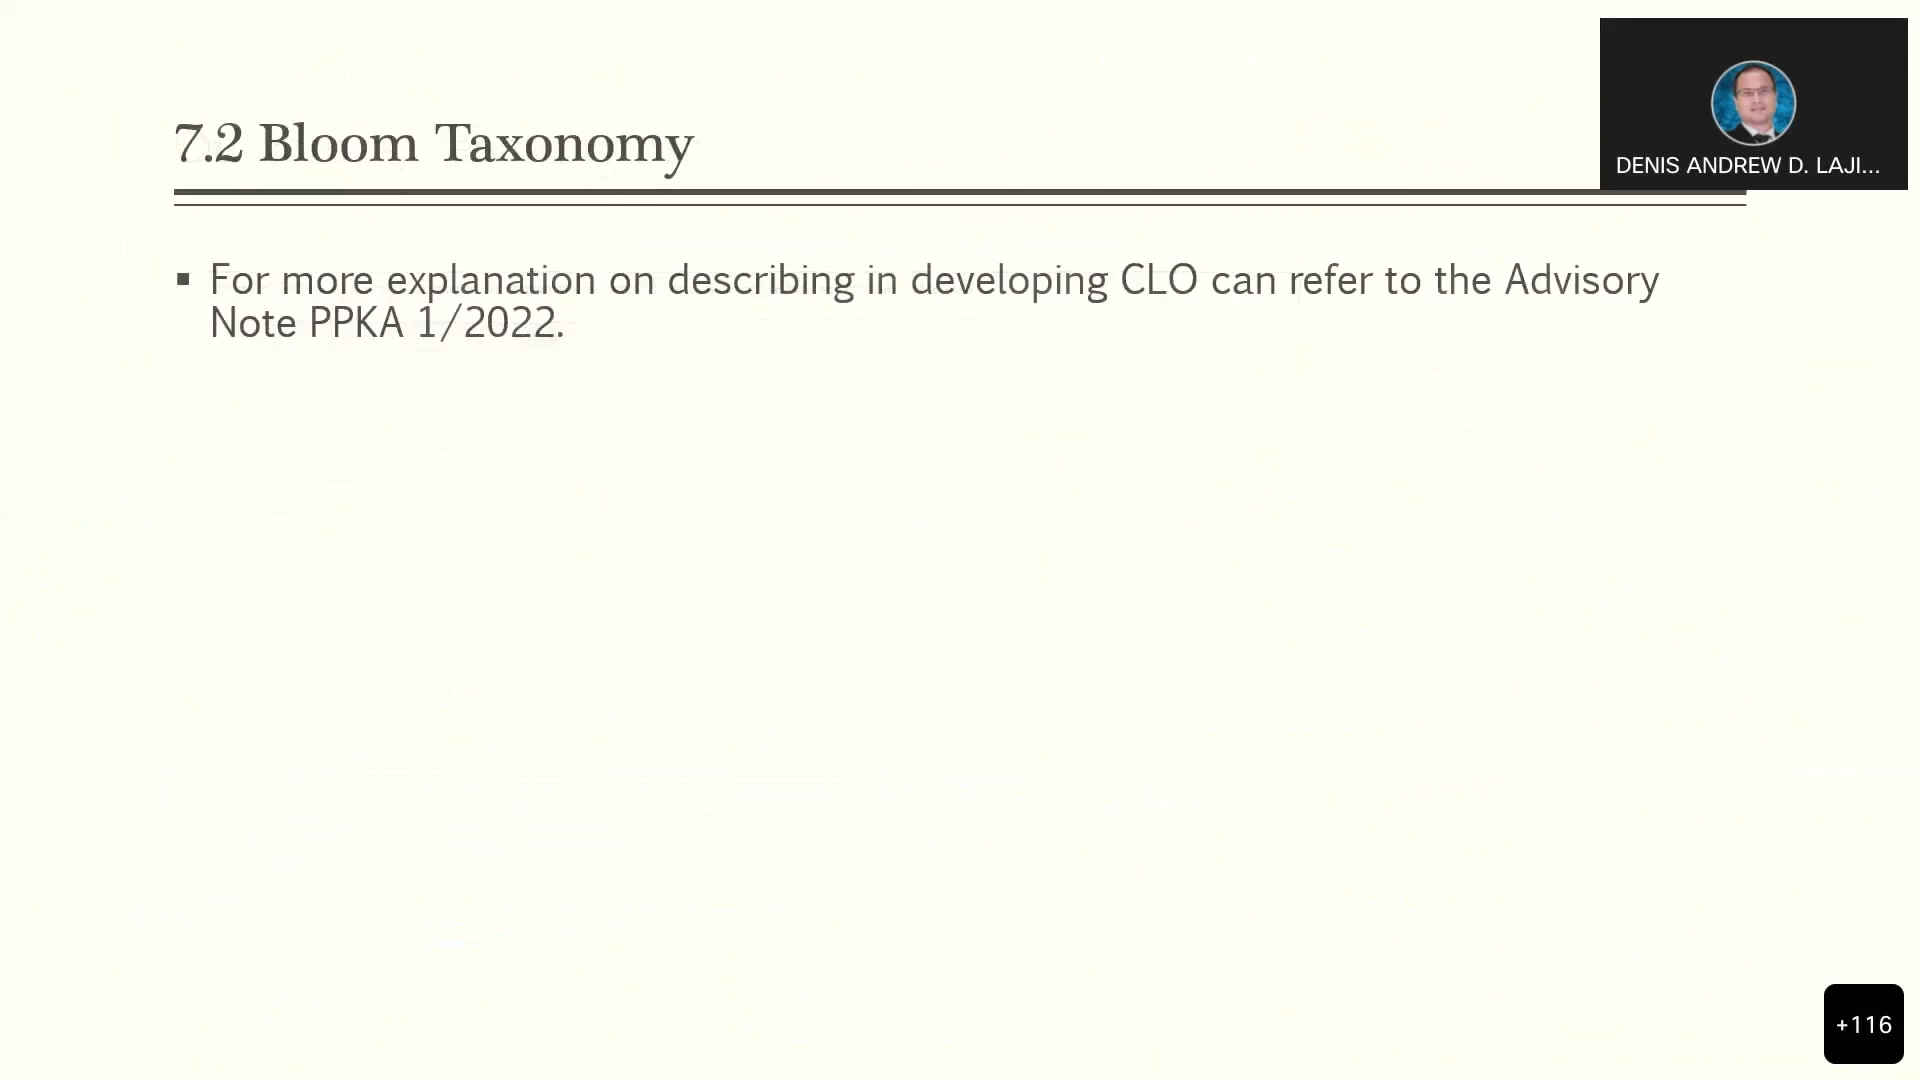 7.2 Bloom Taxonomy
DENIS ANDREW D. LAJI...
▪ For more explanation on describing in developing CLO can refer to the Advisory
Note PPKA 1/2022.
+116